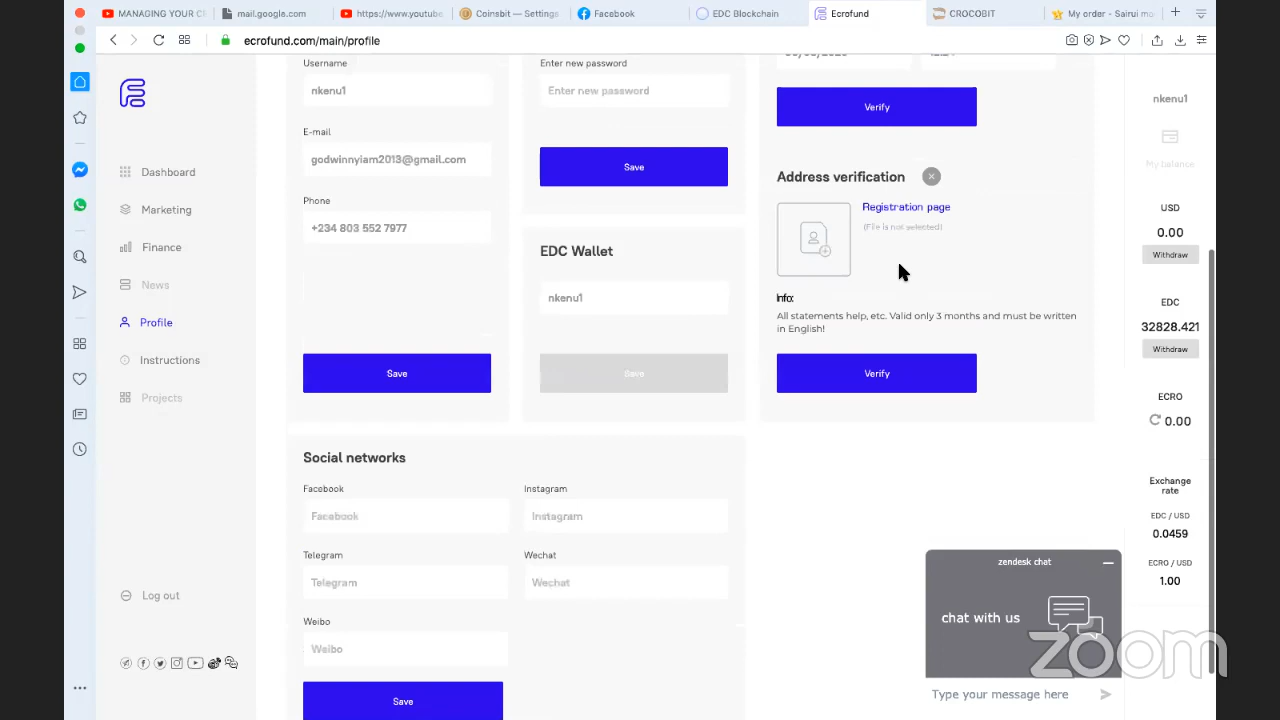 MANAGING YOUR CI
mail.google.com
https://www.youtube.
Coinsbit — Settings
Facebook
EDC Blockchain
Ecrofund
CROCOBIT
My order - Sairui mo
ecrofund.com/main/profile
Dashboard
Marketing
Finance
News
Profile
Instructions
Projects
Log out
Username
nkenu1
E-mail
godwinnyiam2013@gmail.com
Phone
+234 803 552 7977
Save
Enter new password
Enter new password
Save
EDC Wallet
nkenu1
Save
Verify
Address verification
Registration page
(File is not selected)
Info:
All statements help, etc. Valid only 3 months and must be written
in English!
Verify
Social networks
Facebook
Facebook
Instagram
Instagram
Telegram
Telegram
Wechat
Wechat
Weibo
Weibo
Save
nkenu1
My balance
USD
0.00
Withdraw
EDC
32828.421
Withdraw
ECRO
0.00
Exchange
rate
EDC / USD
0.0459
ECRO / USD
1.00
zendesk chat
chat with us
Type your message here
zoom